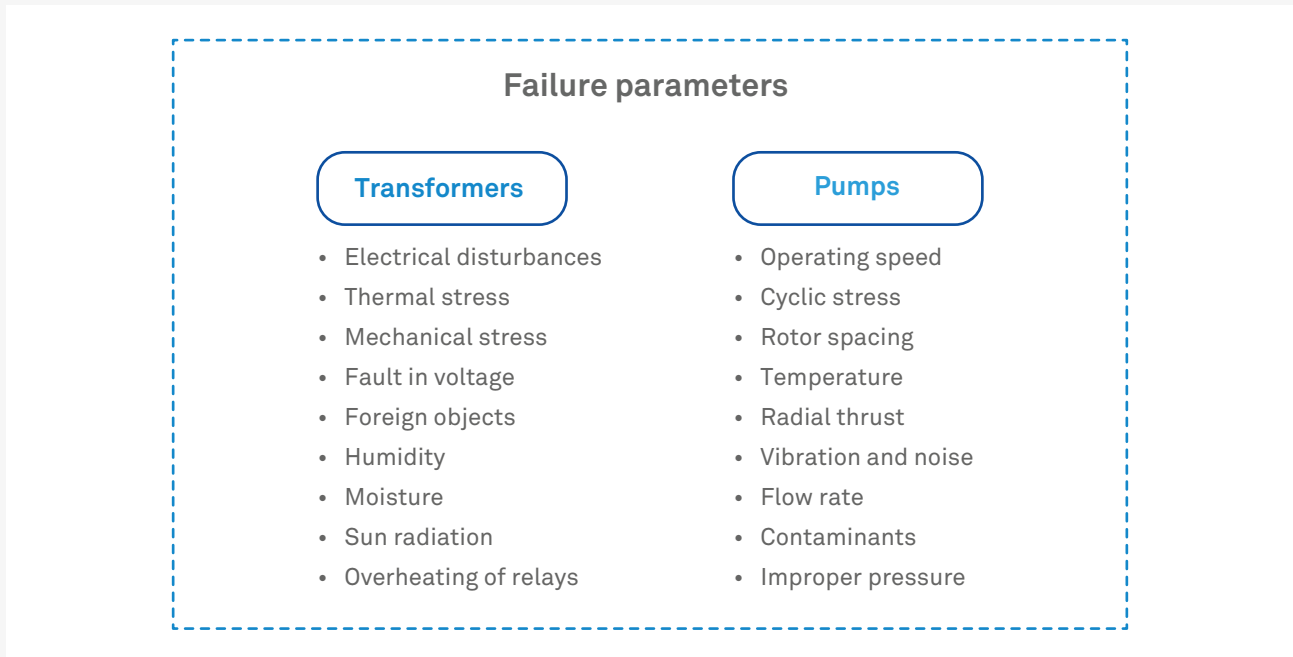 Failure parameters
Transformers
• Electrical disturbances
• Thermal stress
• Mechanical stress
• Fault in voltage
• Foreign objects
• Humidity
• Moisture
• Sun radiation
• Overheating of relays
Pumps
• Operating speed
• Cyclic stress
• Rotor spacing
• Temperature
• Radial thrust
• Vibration and noise
• Flow rate
• Contaminants
• Improper pressure